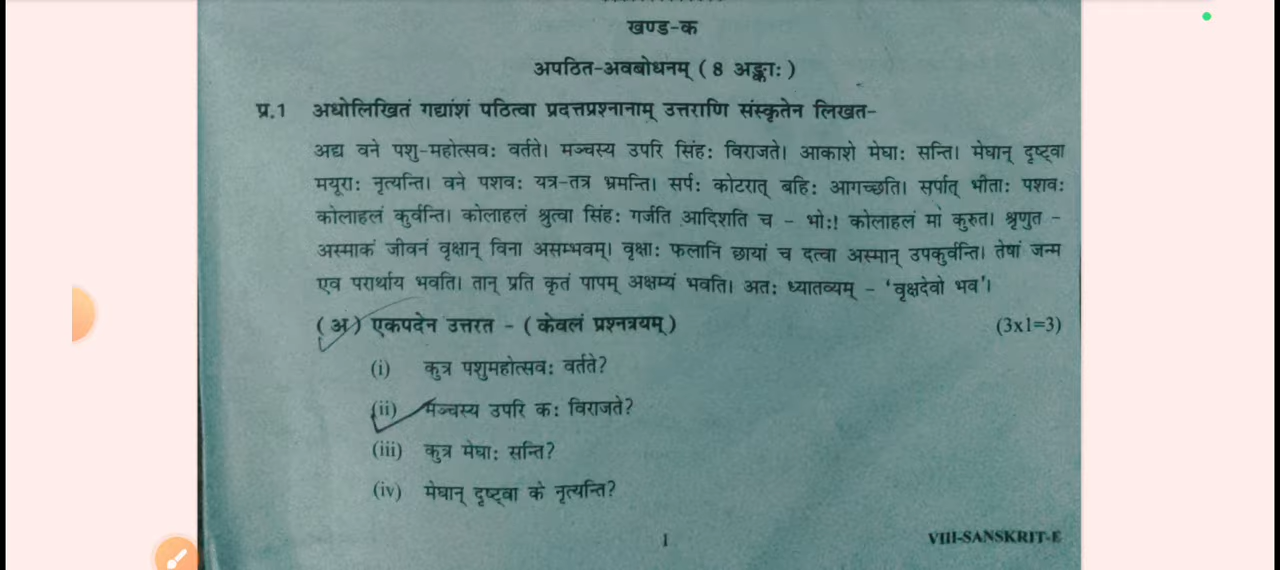 खण्ड-क
अपठित-अवबोधनम् ( 8 अङ्काः )
प्र.1 अधोलिखितं गद्यांशं पठित्वा प्रदत्तप्रश्नानाम् उत्तराणि संस्कृतेन लिखत-
अद्य वने पशु-महोत्सवः वर्तते। मञ्चस्य उपरि सिंहः विराजते। आकाशे मेघाः सन्ति। मेघान् दृष्ट्वा
मयूराः नृत्यन्ति। वने पशवः यत्र-तत्र भ्रमन्ति। सर्पः कोटरात् बहिः आगच्छति। सर्पात् भीताः पशवः
कोलाहलं कुर्वन्ति। कोलाहलं श्रुत्वा सिंहः गर्जति आदिशति च - भोः! कोलाहलं मा कुरुत। श्रृणुत -
अस्माकं जीवनं वृक्षान् विना असम्भवम्। वृक्षाः फलानि छायां च दत्वा अस्मान् उपकुर्वन्ति। तेषां जन्म
एव परार्थाय भवति। तान् प्रति कृतं पापम् अक्षम्यं भवति। अतः ध्यातव्यम् - 'वृक्षदेवो भव'।
( अ ) एकपदेन उत्तरत - ( केवलं प्रश्नत्रयम् ) (3x1=3)
(i) कुत्र पशुमहोत्सवः वर्तते?
(ii) मञ्चस्य उपरि कः विराजते?
(iii) कुत्र मेघाः सन्ति?
(iv) मेघान् दृष्ट्वा के नृत्यन्ति?
1 VIII-SANSKRIT-E